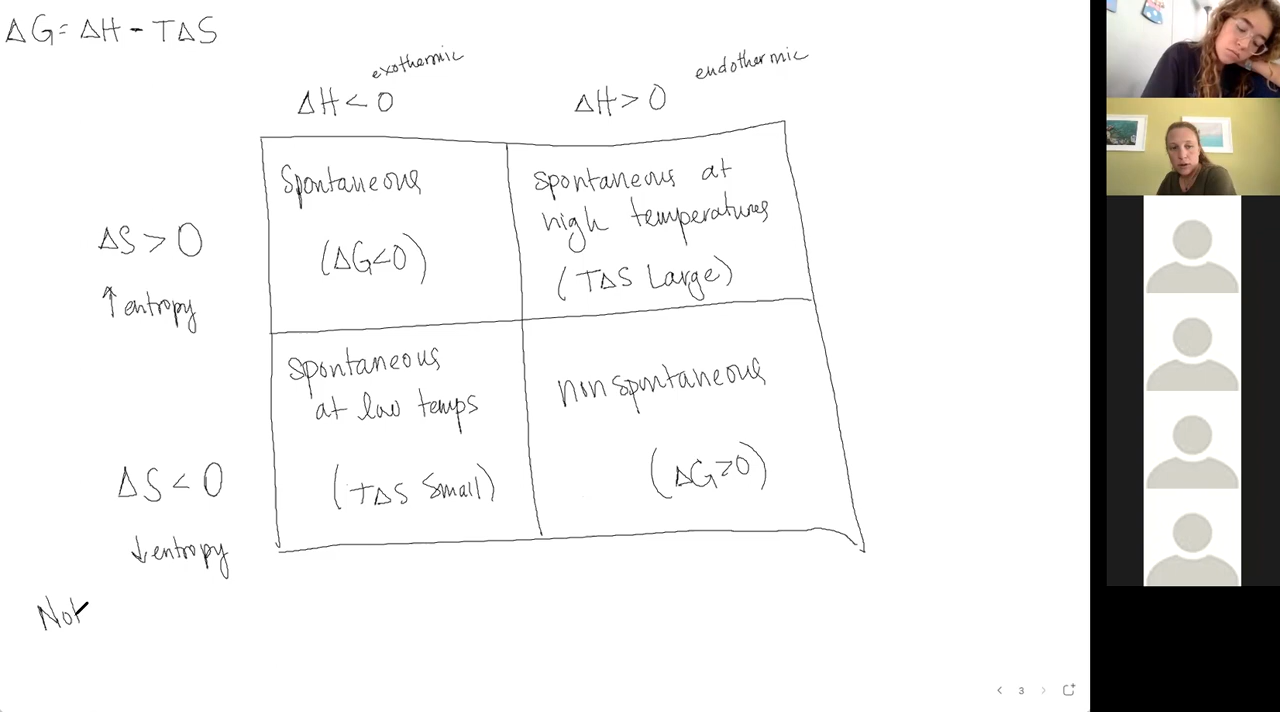 ΔG = ΔH - TΔS
exothermic
endothermic
ΔH < 0
ΔH > 0
Spontaneous
(ΔG<0)
spontaneous at
high temperatures
(TΔS Large)
ΔS > 0
↑entropy
spontaneous
at low temps
(TΔS Small)
nonspontaneous
(ΔG>0)
ΔS < 0
↓entropy
Not
3